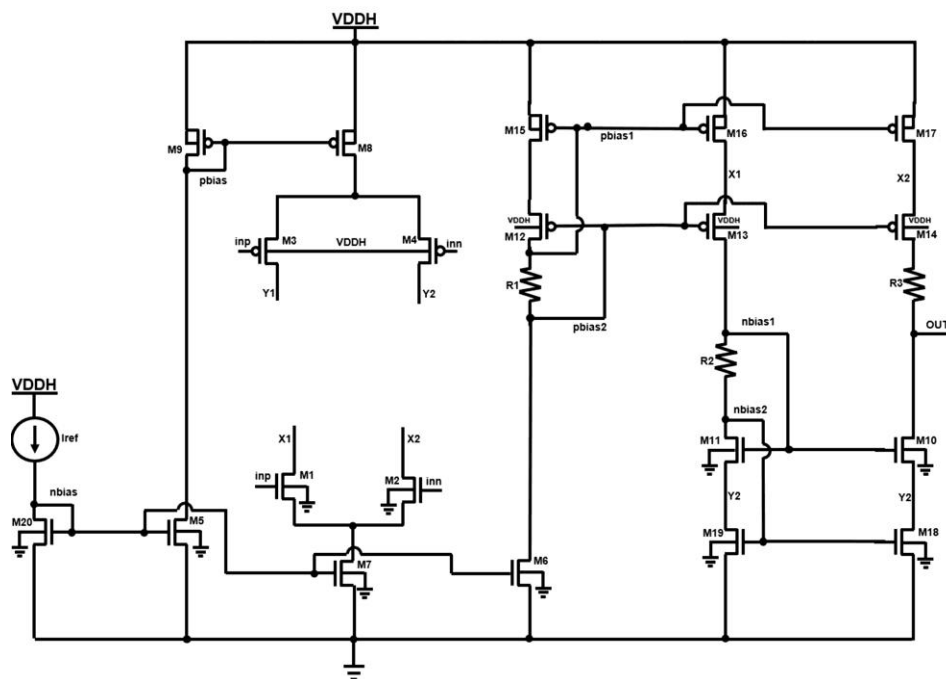 VDDH
M9
M8
pbias
M15
pbias1
M16
M17
X1
X2
inp
M3
VDDH
M4
inn
Y1
Y2
VDDH
M12
pbias2
R1
VDDH
M13
VDDH
M14
R3
nbias1
OUT
R2
nbias2
VDDH
Iref
nbias
X1
X2
inp
M1
M2
inn
M11
M10
Y2
Y2
M20
M5
M7
M6
M19
M18